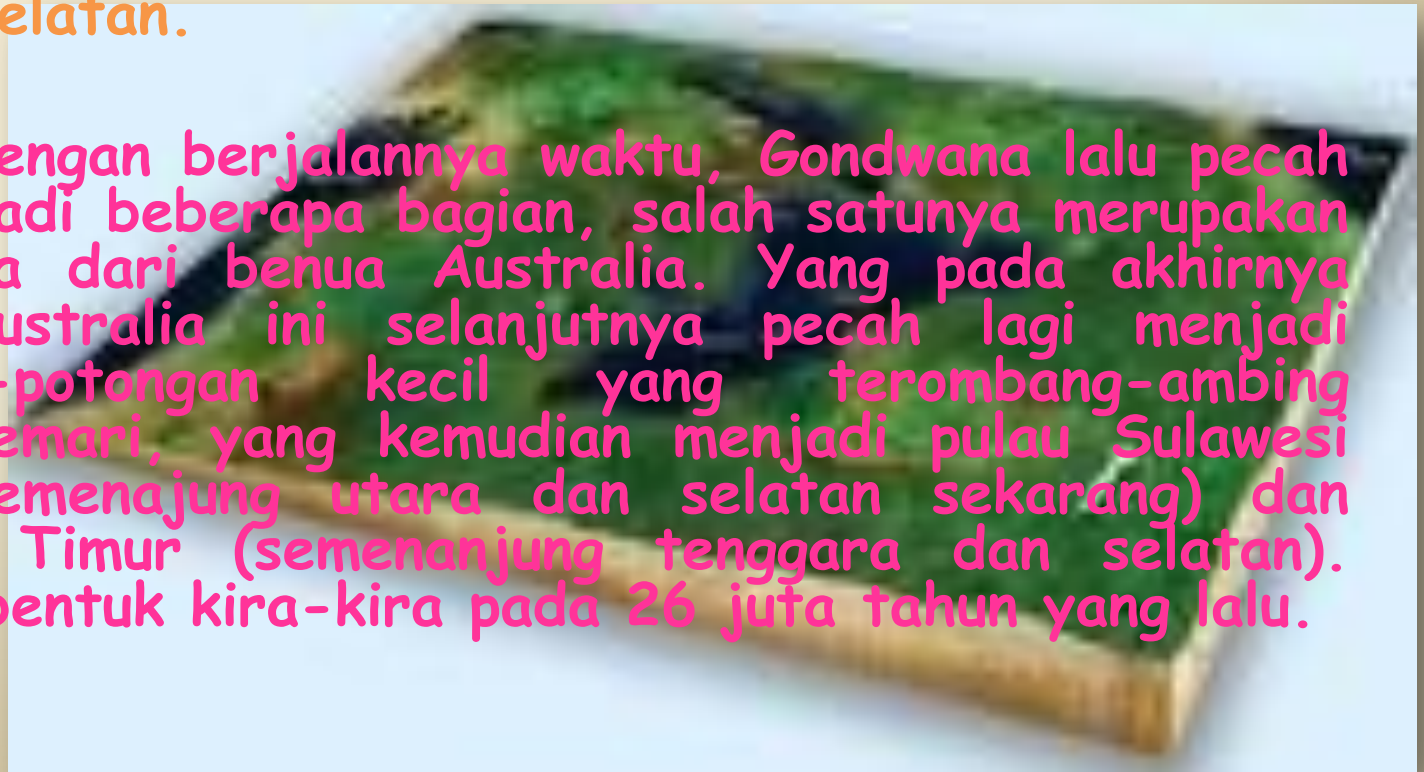 elatan.
engan berjalannya waktu, Gondwana lalu pecah
adi beberapa bagian, salah satunya merupakan
a dari benua Australia. Yang pada akhirnya
ustralia ini selanjutnya pecah lagi menjadi
-potongan kecil yang terombang-ambing
emari, yang kemudian menjadi pulau Sulawesi
emenajung utara dan selatan sekarang) dan
Timur (semenanjung tenggara dan selatan).
bentuk kira-kira pada 26 juta tahun yang lalu.